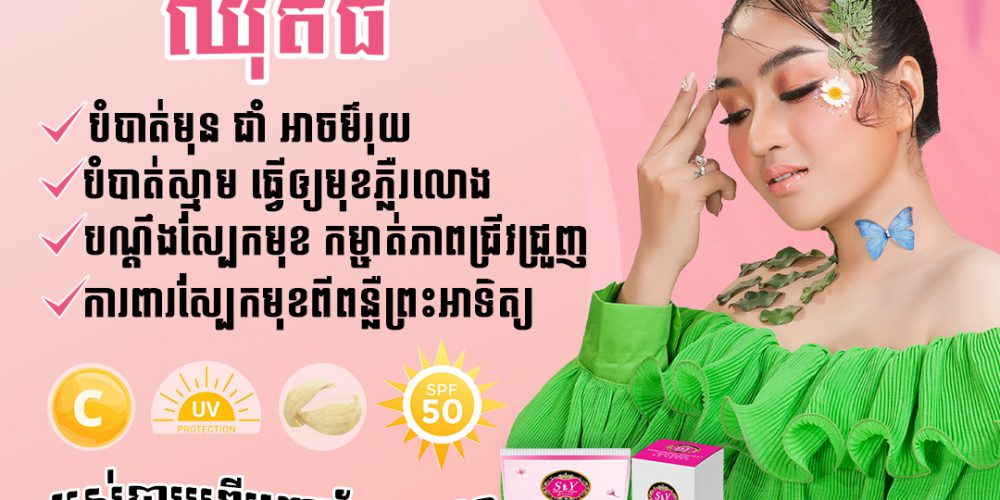 បំបាត់មុន ជាំ អាចម៍រុយ
បំបាត់ស្នាម ធ្វើឲ្យមុខភ្លឺរលោង
បណ្តឹងស្បែកមុខ កម្ចាត់ភាពជ្រីវជ្រួញ
ការពារស្បែកមុខពីពន្លឺព្រះអាទិត្យ
C
UV
PROTECTION
SPF
50
S&Y
S&Y